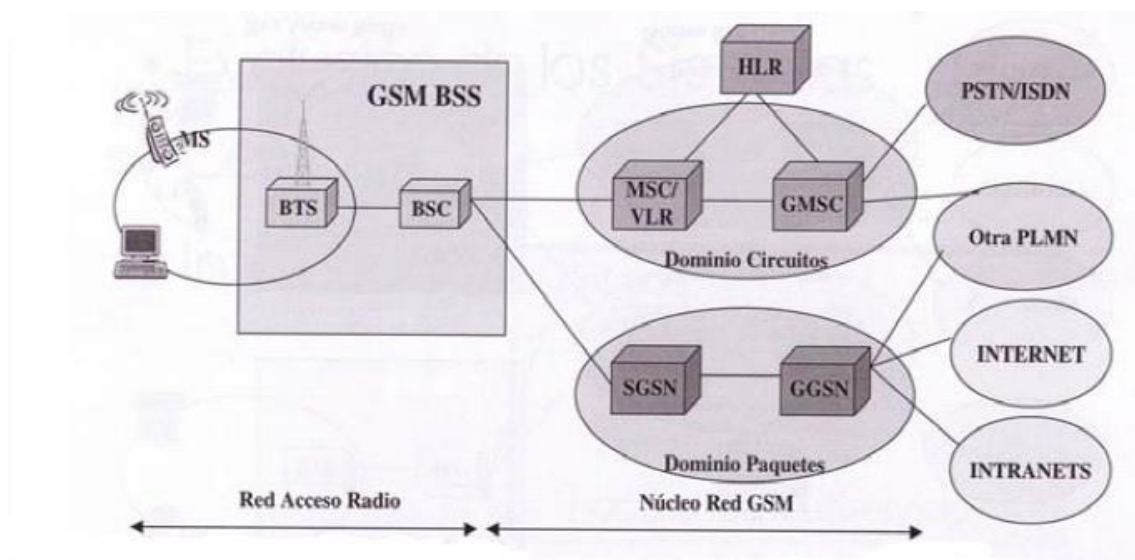 HLR
GSM BSS
PSTN/ISDN
MS
BTS
BSC
MSC/
VLR
GMSC
Otra PLMN
Dominio Circuitos
INTERNET
SGSN
GGSN
Dominio Paquetes
INTRANETS
Red Acceso Radio
Núcleo Red GSM